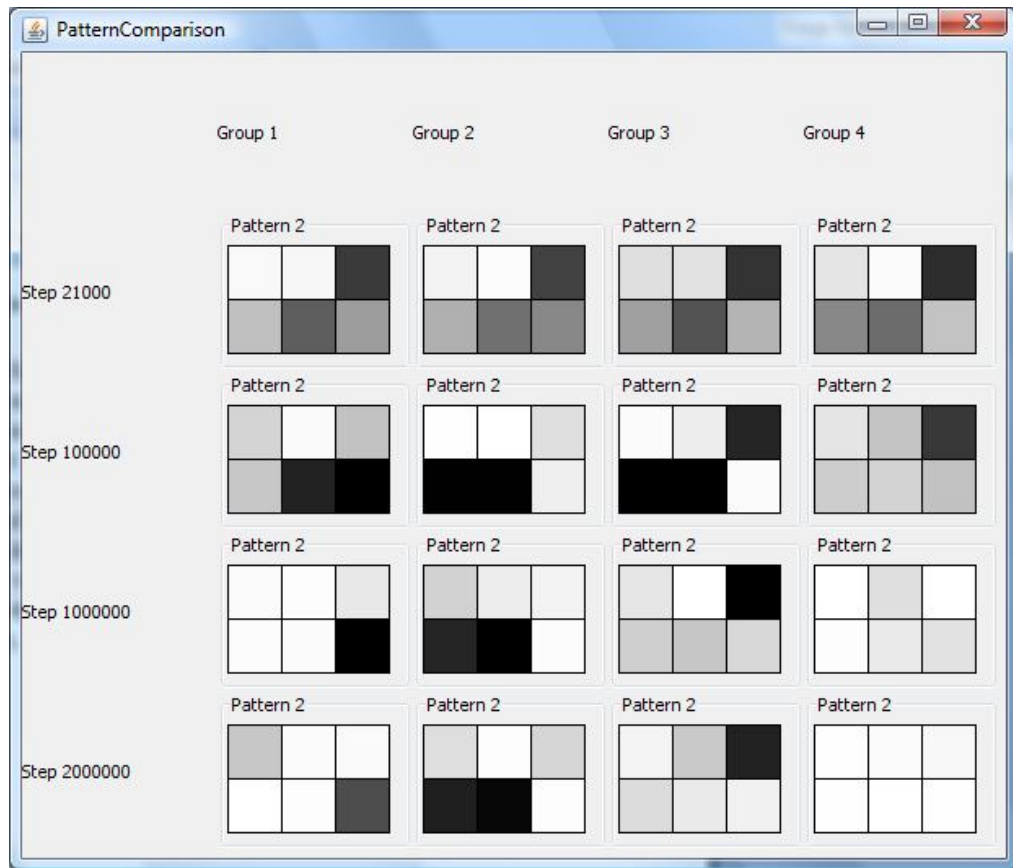 PatternComparison
Group 1 Group 2 Group 3 Group 4
Pattern 2 Pattern 2 Pattern 2 Pattern 2
Step 21000
Pattern 2 Pattern 2 Pattern 2 Pattern 2
Step 100000
Pattern 2 Pattern 2 Pattern 2 Pattern 2
Step 1000000
Pattern 2 Pattern 2 Pattern 2 Pattern 2
Step 2000000